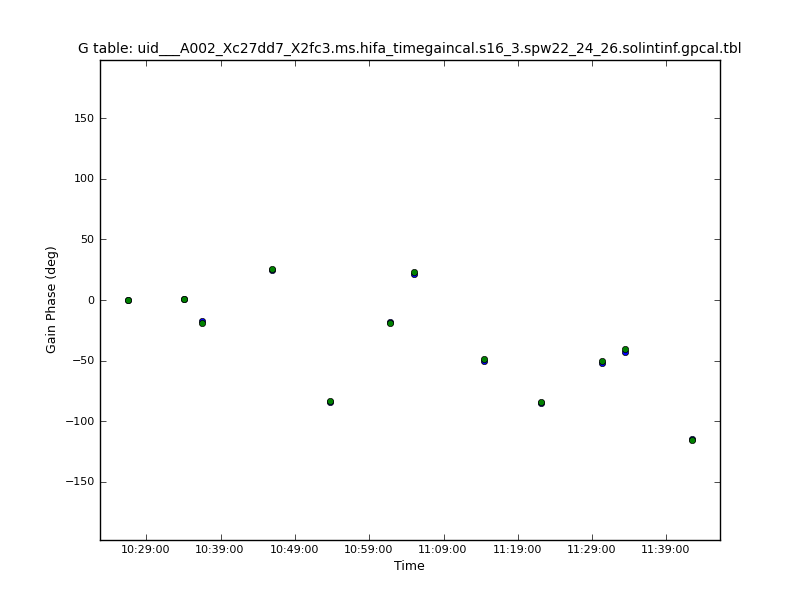 G table: uid___A002_Xc27dd7_X2fc3.ms.hifa_timegaincal.s16_3.spw22_24_26.solintinf.gpcal.tbl
150
100
50
0
−50
−100
−150
Gain Phase (deg)
10:29:00 10:39:00 10:49:00 10:59:00 11:09:00 11:19:00 11:29:00 11:39:00
Time